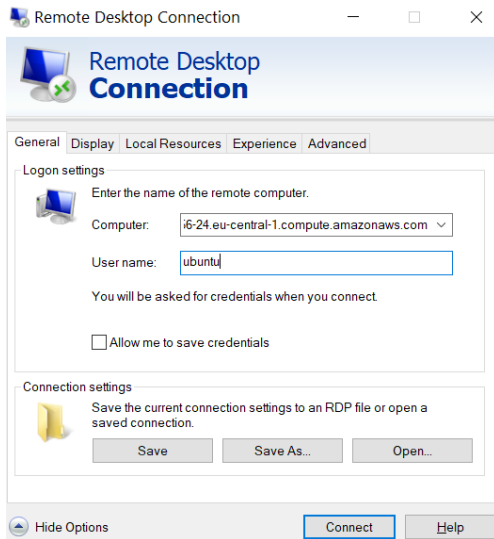 Remote Desktop Connection
Remote Desktop
Connection
General Display Local Resources Experience Advanced
Logon settings
Enter the name of the remote computer.
Computer: 6-24.eu-central-1.compute.amazonaws.com
User name: ubuntu
You will be asked for credentials when you connect.
Allow me to save credentials
Connection settings
Save the current connection settings to an RDP file or open a
saved connection.
Save Save As... Open...
Hide Options Connect Help